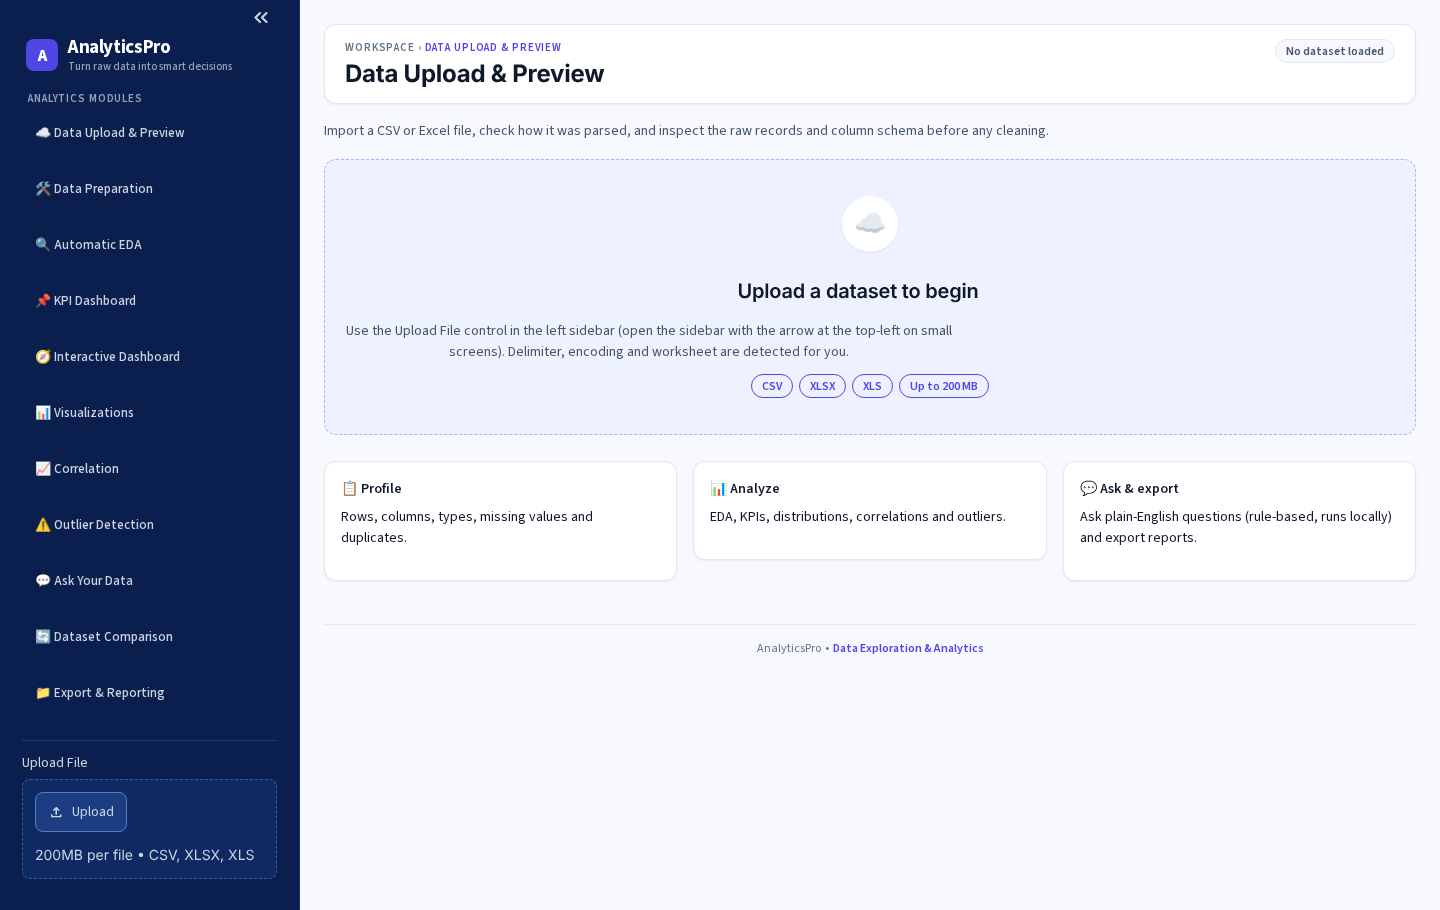 A
AnalyticsPro
Turn raw data into smart decisions
ANALYTICS MODULES
☁️ Data Upload & Preview
🛠️ Data Preparation
🔍 Automatic EDA
📌 KPI Dashboard
🧭 Interactive Dashboard
📊 Visualizations
📈 Correlation
⚠️ Outlier Detection
💬 Ask Your Data
🔄 Dataset Comparison
📁 Export & Reporting
Upload File
Upload
200MB per file • CSV, XLSX, XLS
WORKSPACE › DATA UPLOAD & PREVIEW
Data Upload & Preview
No dataset loaded
Import a CSV or Excel file, check how it was parsed, and inspect the raw records and column schema before any cleaning.
Upload a dataset to begin
Use the Upload File control in the left sidebar (open the sidebar with the arrow at the top-left on small
screens). Delimiter, encoding and worksheet are detected for you.
CSV XLSX XLS Up to 200 MB
📋 Profile
Rows, columns, types, missing values and
duplicates.
📊 Analyze
EDA, KPIs, distributions, correlations and outliers.
💬 Ask & export
Ask plain-English questions (rule-based, runs locally)
and export reports.
AnalyticsPro • Data Exploration & Analytics